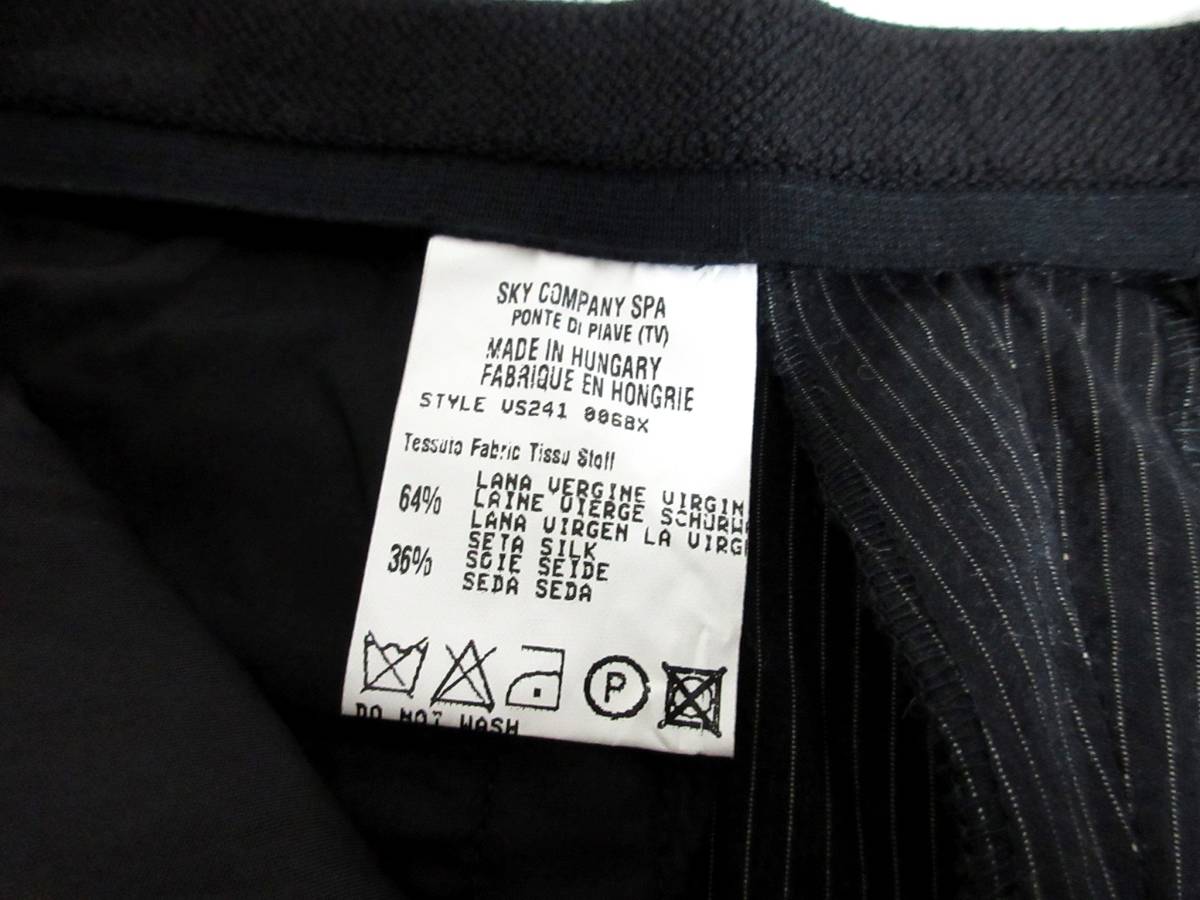 SKY COMPANY SPA
PONTE DI PIAVE (TV)
MADE IN HUNGARY
FABRIQUE EN HONGRIE
STYLE VS241 006BX
Tessuto Fabric Tissu Stoff
64% LANA VERGINE VIRGIN
LAINE VIERGE SCHURW
LANA VIRGEN LA VIRG
36% SETA SILK
SOIE SEIDE
SEDA SEDA
P
DO NOT WASH